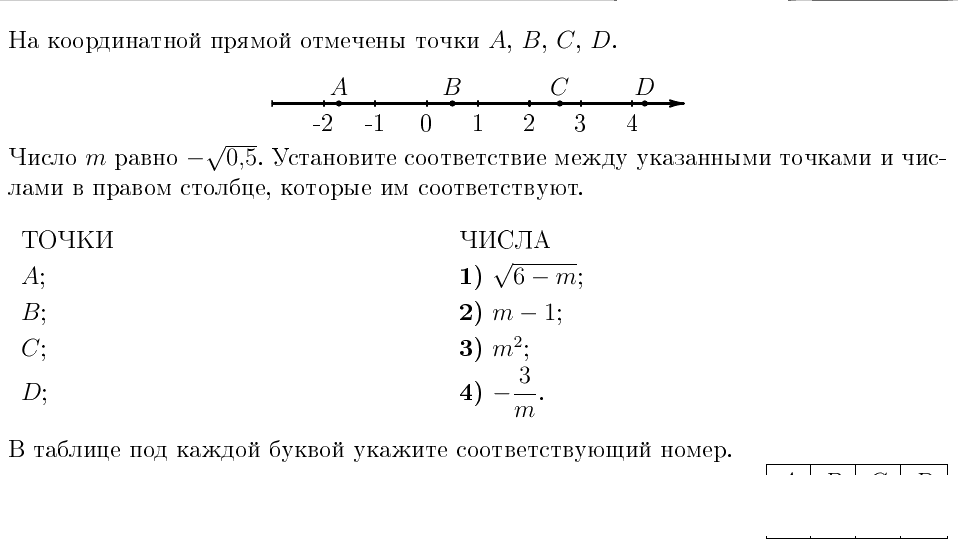 На координатной прямой отмечены точки A, B, C, D.
A B C D
-2 -1 0 1 2 3 4
Число m равно −√0,5. Установите соответствие между указанными точками и чис-
лами в правом столбце, которые им соответствуют.
ТОЧКИ ЧИСЛА
A; 1) √(6 − m);
B; 2) m − 1;
C; 3) m²;
D; 4) −3/m.
В таблице под каждой буквой укажите соответствующий номер.